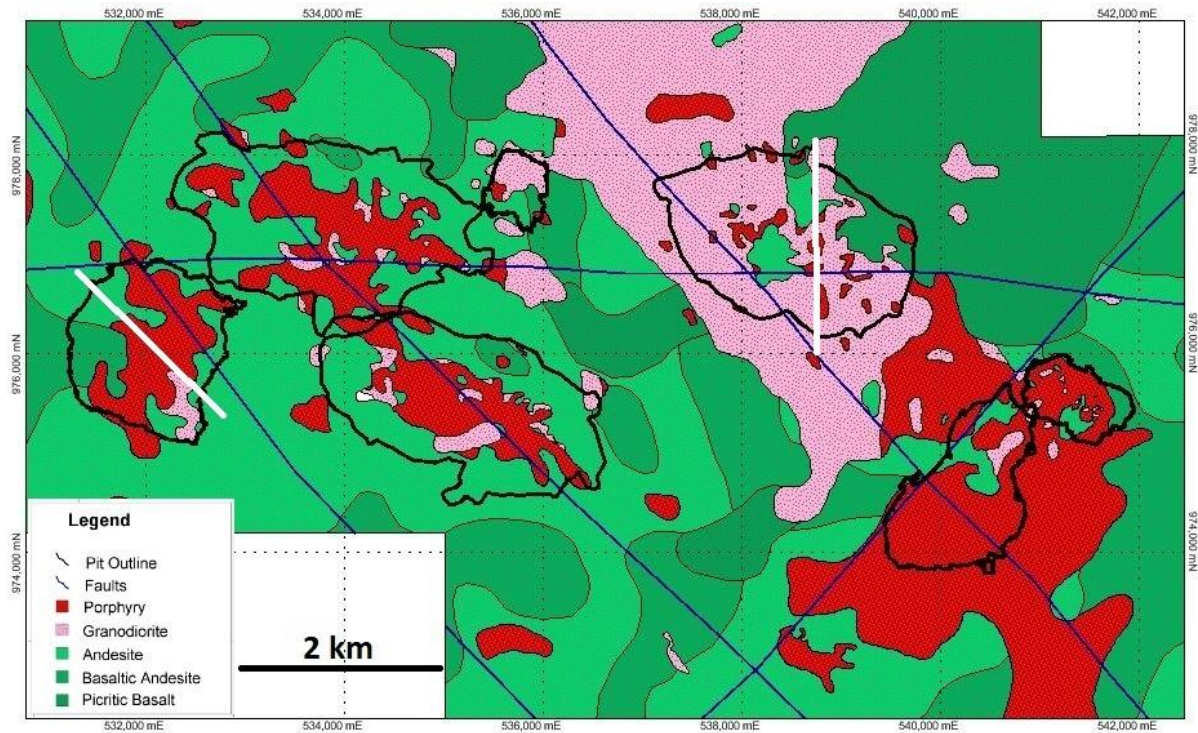 532,000 mE
534,000 mE
536,000 mE
538,000 mE
540,000 mE
542,000 mE
978,000 mN
978,000 mN
976,000 mN
976,000 mN
974,000 mN
974,000 mN
Legend
Pit Outline
Faults
Porphyry
Granodiorite
Andesite
Basaltic Andesite
Picritic Basalt
2 km
532,000 mE
534,000 mE
536,000 mE
538,000 mE
540,000 mE
542,000 mE